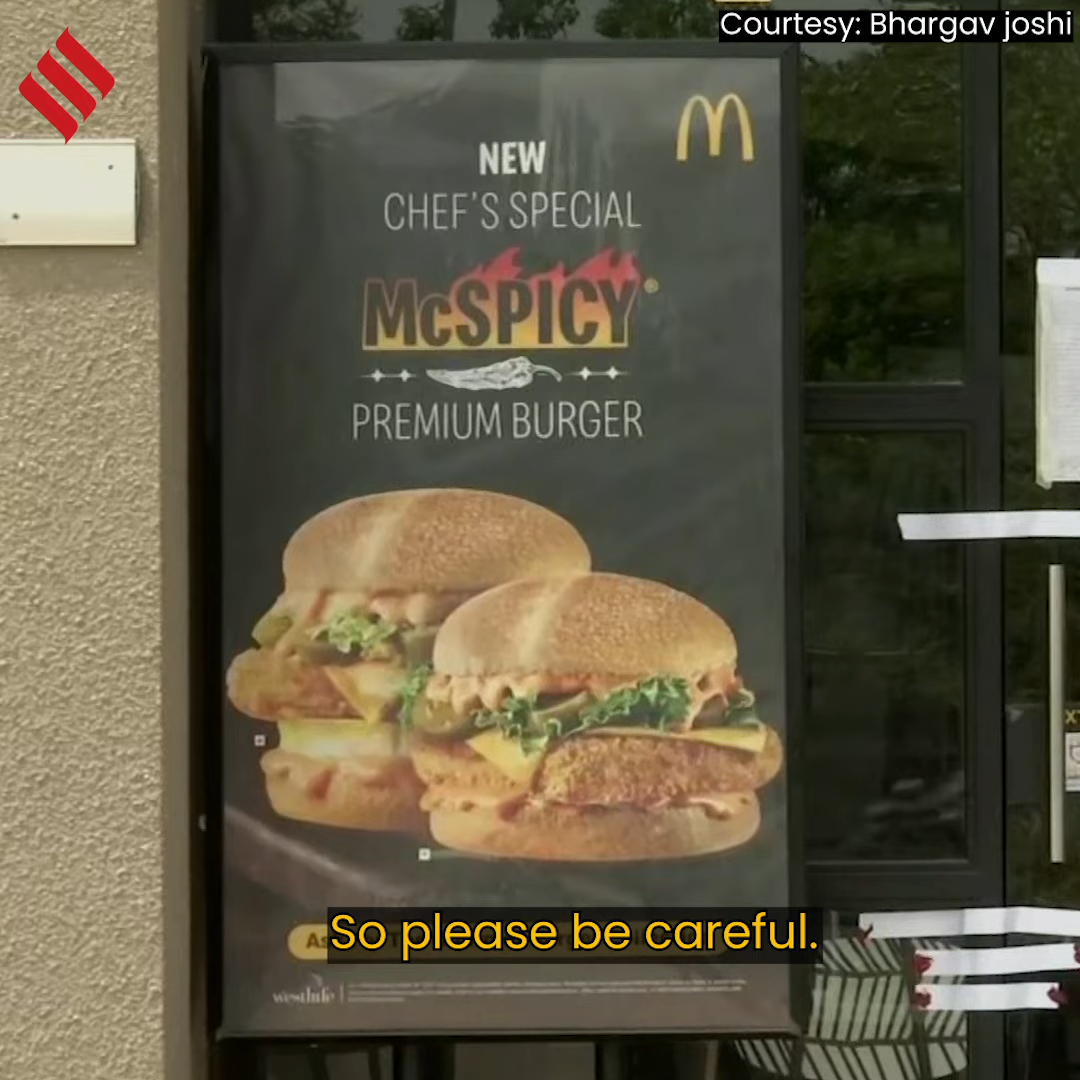 Courtesy: Bhargav joshi
NEW
CHEF'S SPECIAL
McSPICY®
PREMIUM BURGER
So please be careful.
westlife